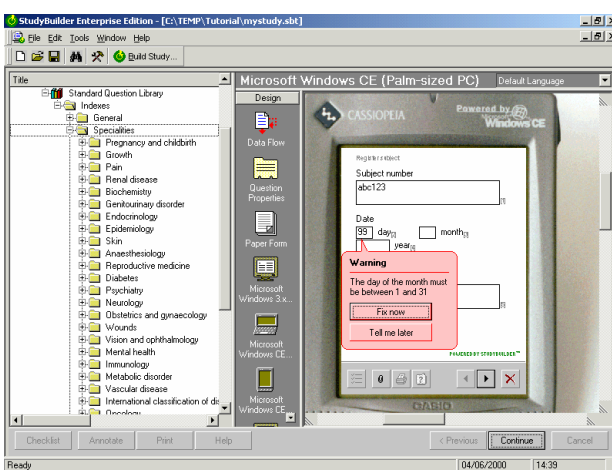 StudyBuilder Enterprise Edition - [C:\TEMP\Tutorial\mystudy.sbt]
File Edit Tools Window Help
Build Study...
Title
Standard Question Library
Indexes
General
Specialities
Pregnancy and childbirth
Growth
Pain
Renal disease
Biochemistry
Genitourinary disorder
Endocrinology
Epidemiology
Skin
Anaesthesiology
Reproductive medicine
Diabetes
Psychiatry
Neurology
Obstetrics and gynaecology
Wounds
Vision and ophthalmology
Mental health
Immunology
Metabolic disorder
Vascular disease
International classification of dis
Oncology
Microsoft Windows CE (Palm-sized PC) Default Language
Design
Data Flow
Question
Properties
Paper Form
Microsoft
Windows 3.x...
Microsoft
Windows CE...
Microsoft
Windows CE
CASSIOPEIA
Powered by
Windows CE
Register subject
Subject number
abc123
Date
99 day month
year
Warning
The day of the month must
be between 1 and 31
Fix now
Tell me later
POWERED BY STUDYBUILDER™
CASIO
Checklist Annotate Print Help < Previous Continue Cancel
Ready 04/06/2000 14:39